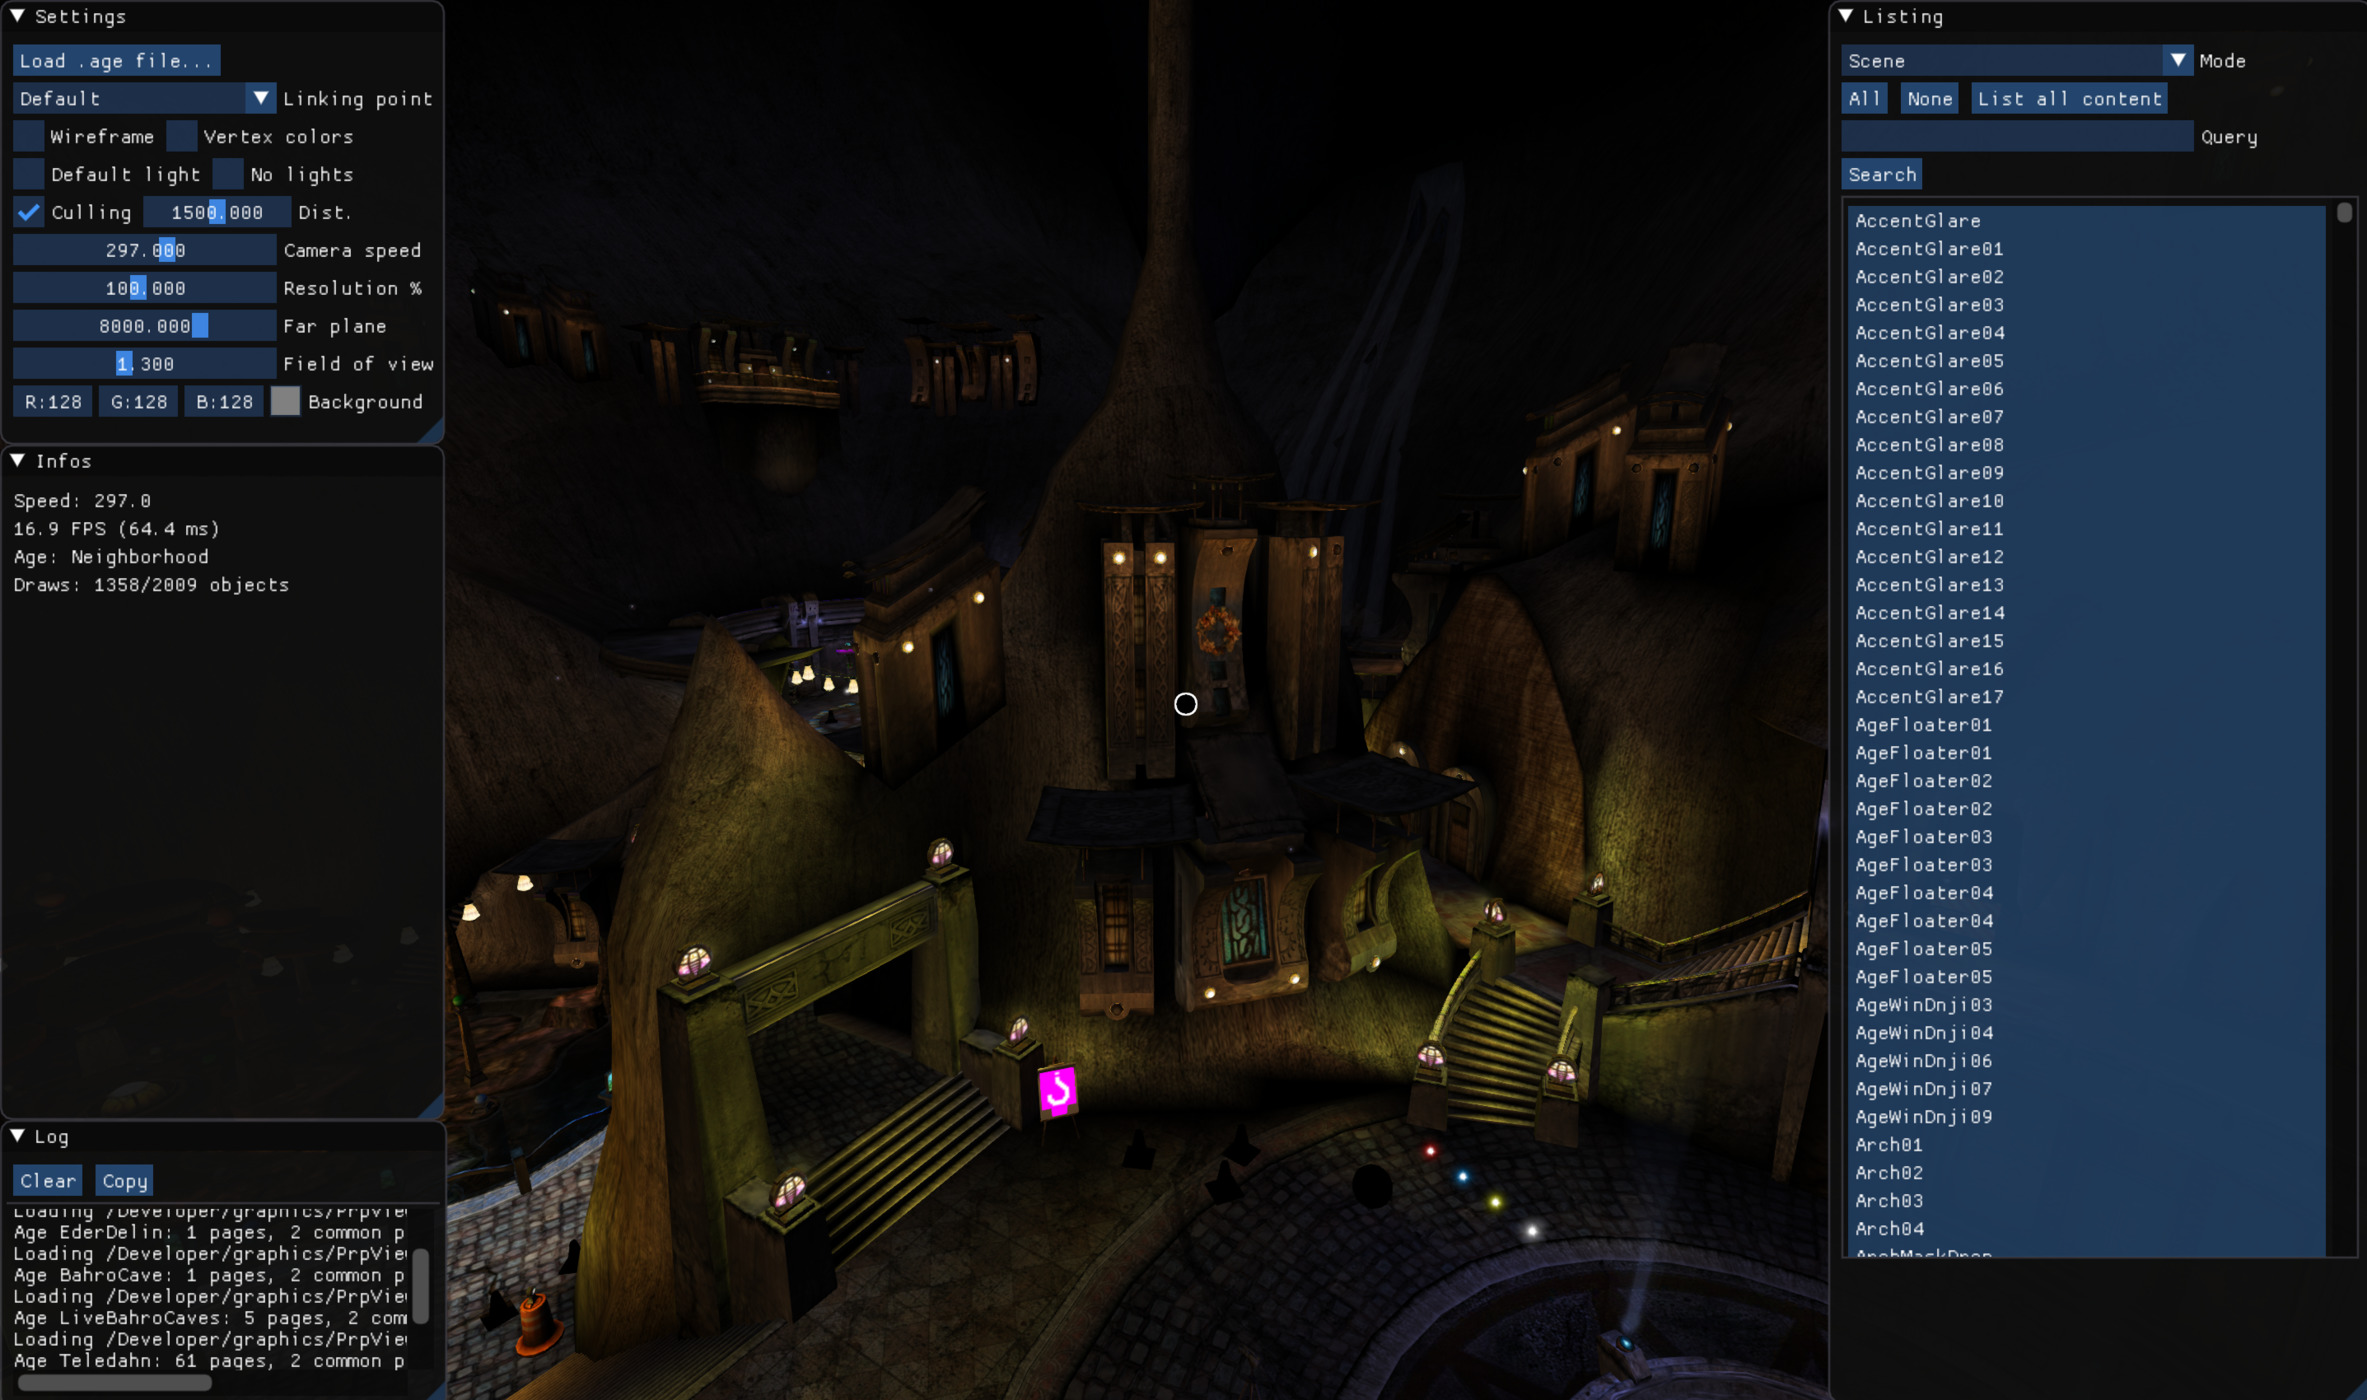 Settings
Load .age file...
Default Linking point
Wireframe Vertex colors
Default light No lights
Culling 1500.000 Dist.
297.000 Camera speed
100.000 Resolution %
8000.000 Far plane
1.300 Field of view
R:128 G:128 B:128 Background
Infos
Speed: 297.0
16.9 FPS (64.4 ms)
Age: Neighborhood
Draws: 1358/2009 objects
Log
Clear Copy
Loading /Developer/graphics/PrpVie
Age EderDelin: 1 pages, 2 common p
Loading /Developer/graphics/PrpVie
Age BahroCave: 1 pages, 2 common p
Loading /Developer/graphics/PrpVie
Age LiveBahroCaves: 5 pages, 2 com
Loading /Developer/graphics/PrpVie
Age Teledahn: 61 pages, 2 common p
Listing
Scene Mode
All None List all content
Query
Search
AccentGlare
AccentGlare01
AccentGlare02
AccentGlare03
AccentGlare04
AccentGlare05
AccentGlare06
AccentGlare07
AccentGlare08
AccentGlare09
AccentGlare10
AccentGlare11
AccentGlare12
AccentGlare13
AccentGlare14
AccentGlare15
AccentGlare16
AccentGlare17
AgeFloater01
AgeFloater01
AgeFloater02
AgeFloater02
AgeFloater03
AgeFloater03
AgeFloater04
AgeFloater04
AgeFloater05
AgeFloater05
AgeWinDnji03
AgeWinDnji04
AgeWinDnji06
AgeWinDnji07
AgeWinDnji09
Arch01
Arch02
Arch03
Arch04